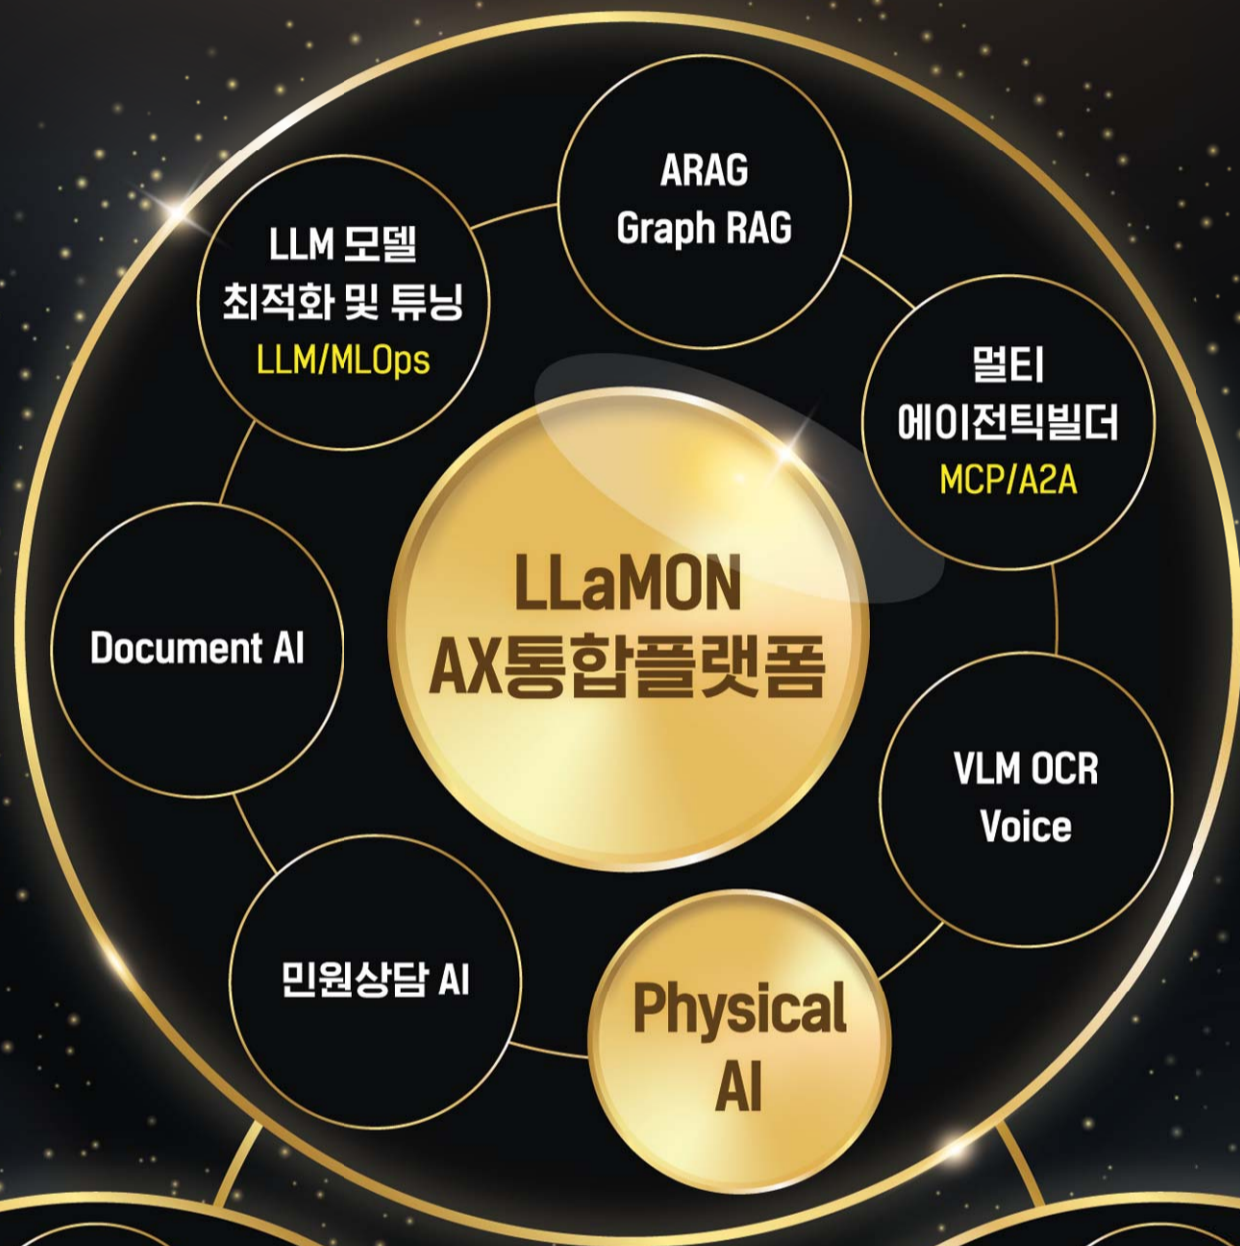 ARAG
Graph RAG
LLM 모델
최적화 및 튜닝
LLM/MLOps
멀티
에이전틱빌더
MCP/A2A
LLaMON
AX통합플랫폼
Document AI
VLM OCR
Voice
민원상담 AI
Physical
AI